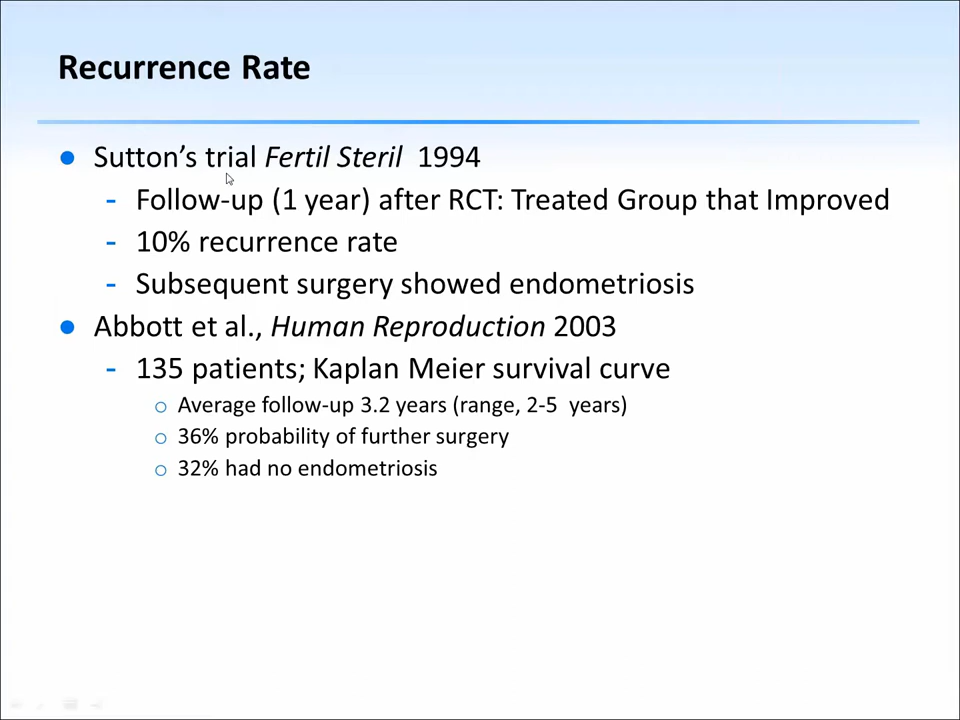 Recurrence Rate
● Sutton's trial Fertil Steril 1994
- Follow-up (1 year) after RCT: Treated Group that Improved
- 10% recurrence rate
- Subsequent surgery showed endometriosis
● Abbott et al., Human Reproduction 2003
- 135 patients; Kaplan Meier survival curve
○ Average follow-up 3.2 years (range, 2-5 years)
○ 36% probability of further surgery
○ 32% had no endometriosis